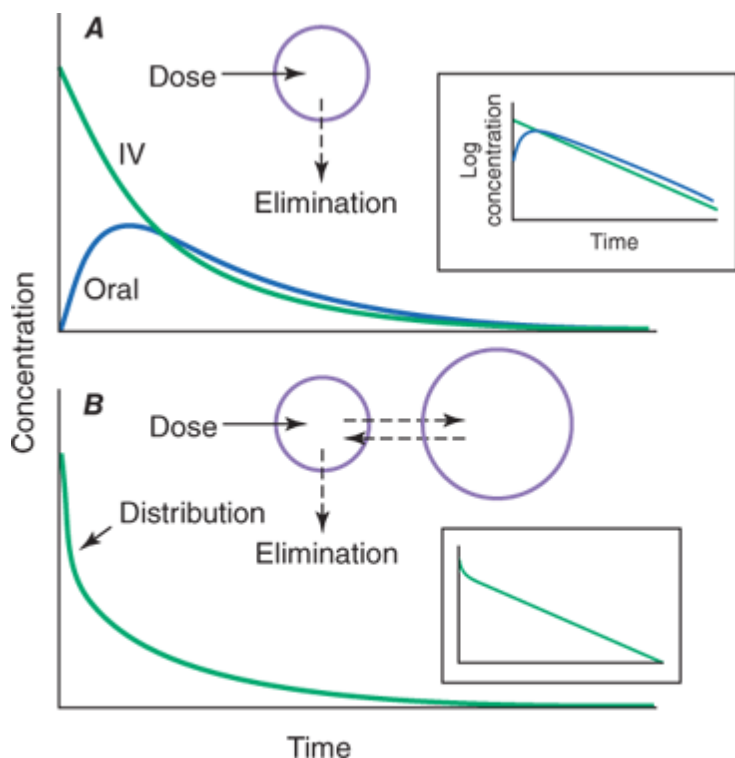 A
Dose
IV
Elimination
Oral
Log
concentration
Time
Concentration
B
Dose
Distribution
Elimination
Time